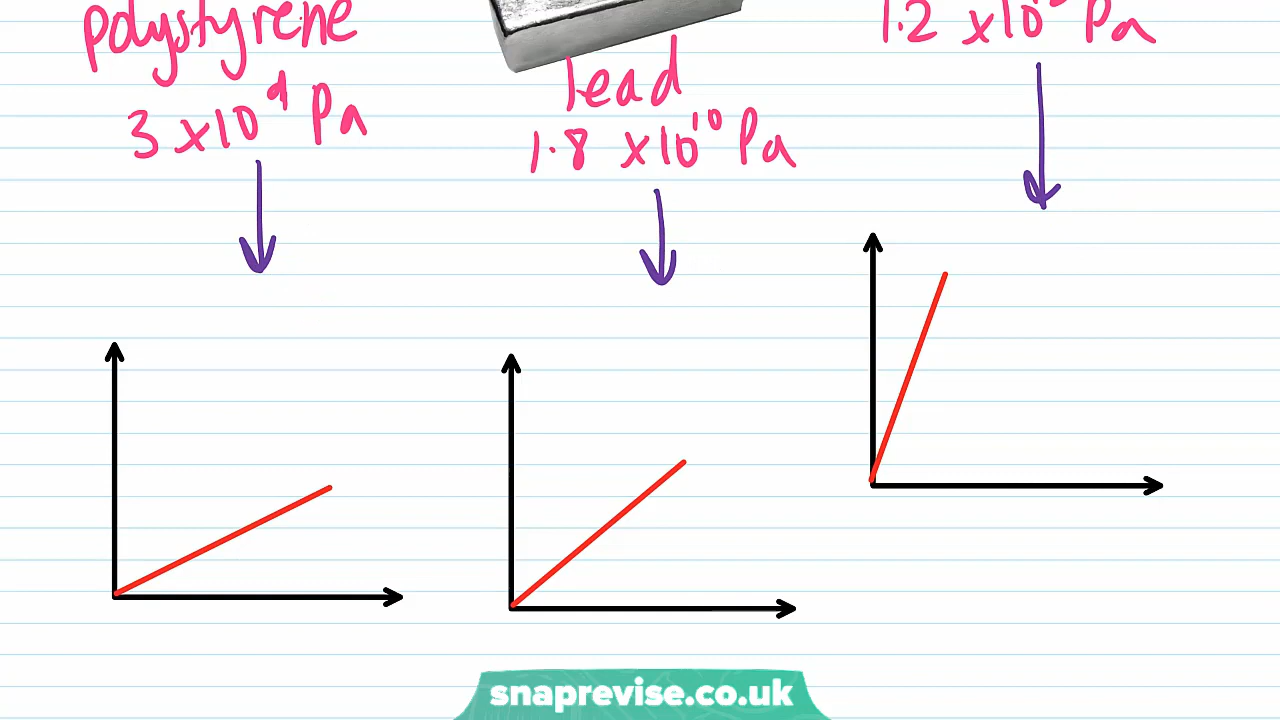 polystyrene
3 x10⁹ Pa
lead
1.8 x10¹⁰ Pa
1.2 x10 Pa
snaprevise.co.uk